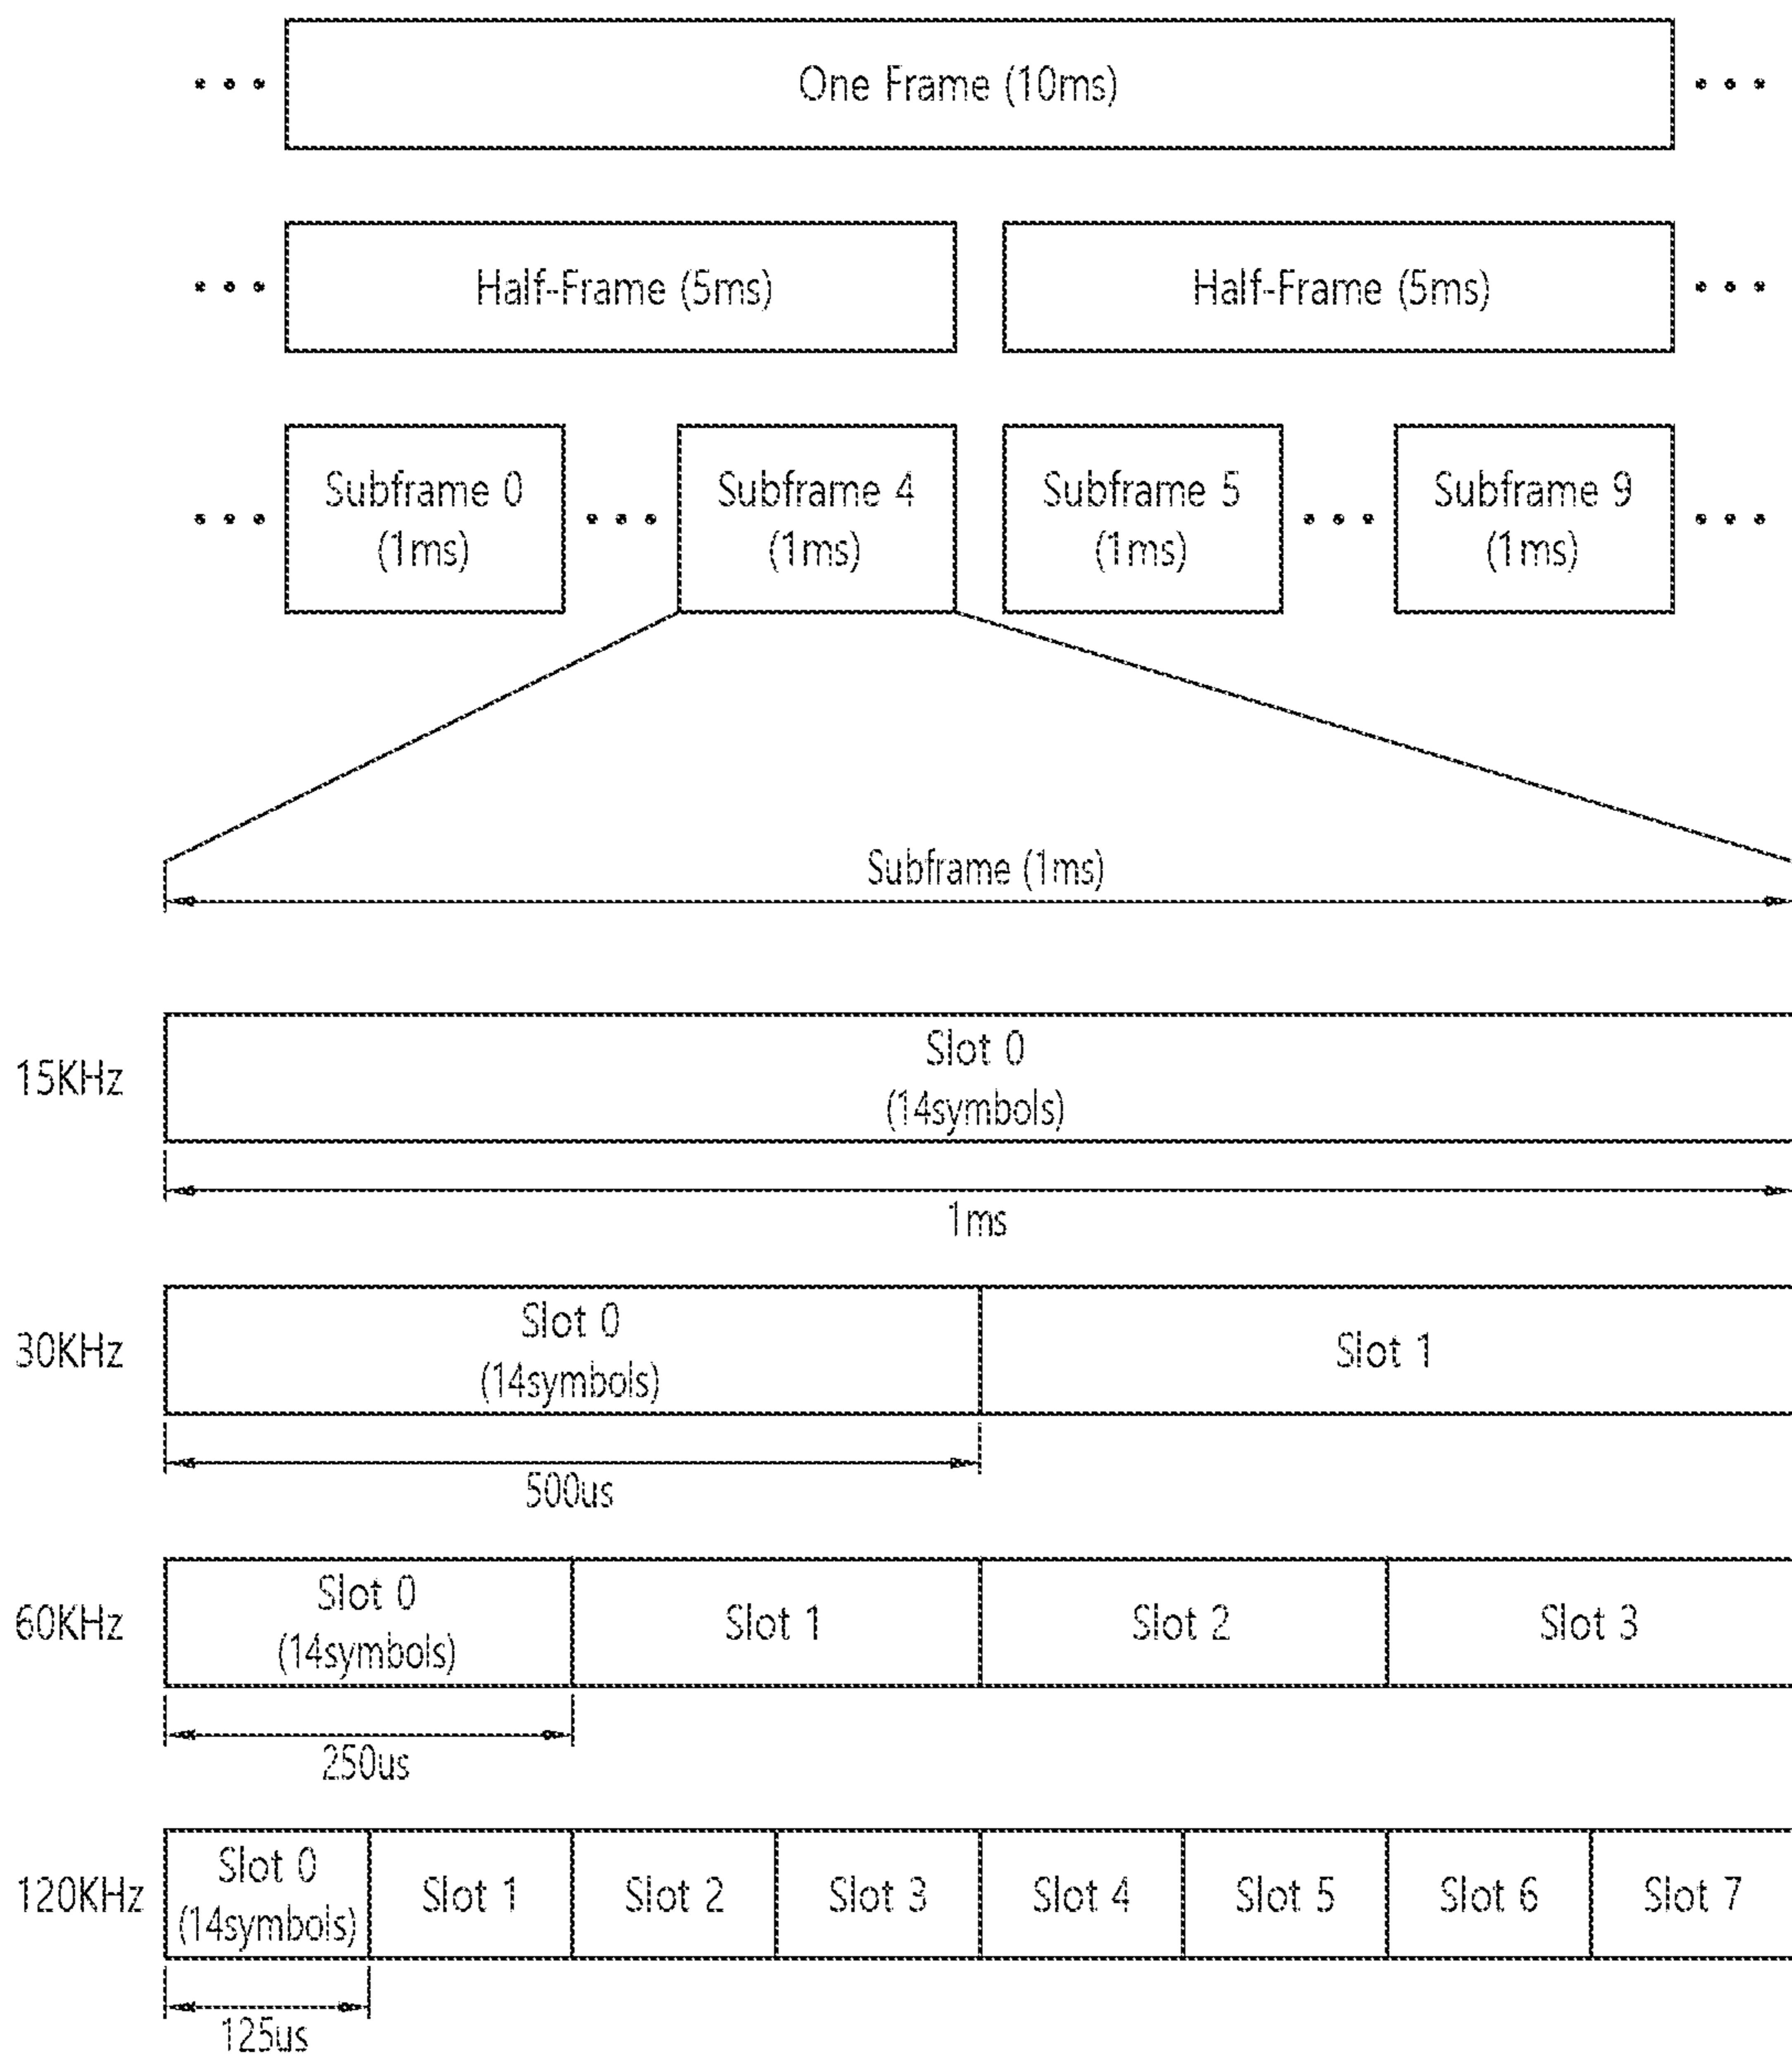 One Frame (10ms)
Half-Frame (5ms)
Half-Frame (5ms)
Subframe 0
(1ms)
Subframe 4
(1ms)
Subframe 5
(1ms)
Subframe 9
(1ms)
Subframe (1ms)
15KHz
Slot 0
(14symbols)
1ms
30KHz
Slot 0
(14symbols)
Slot 1
500us
60KHz
Slot 0
(14symbols)
Slot 1
Slot 2
Slot 3
250us
120KHz
Slot 0
(14symbols)
Slot 1
Slot 2
Slot 3
Slot 4
Slot 5
Slot 6
Slot 7
125us